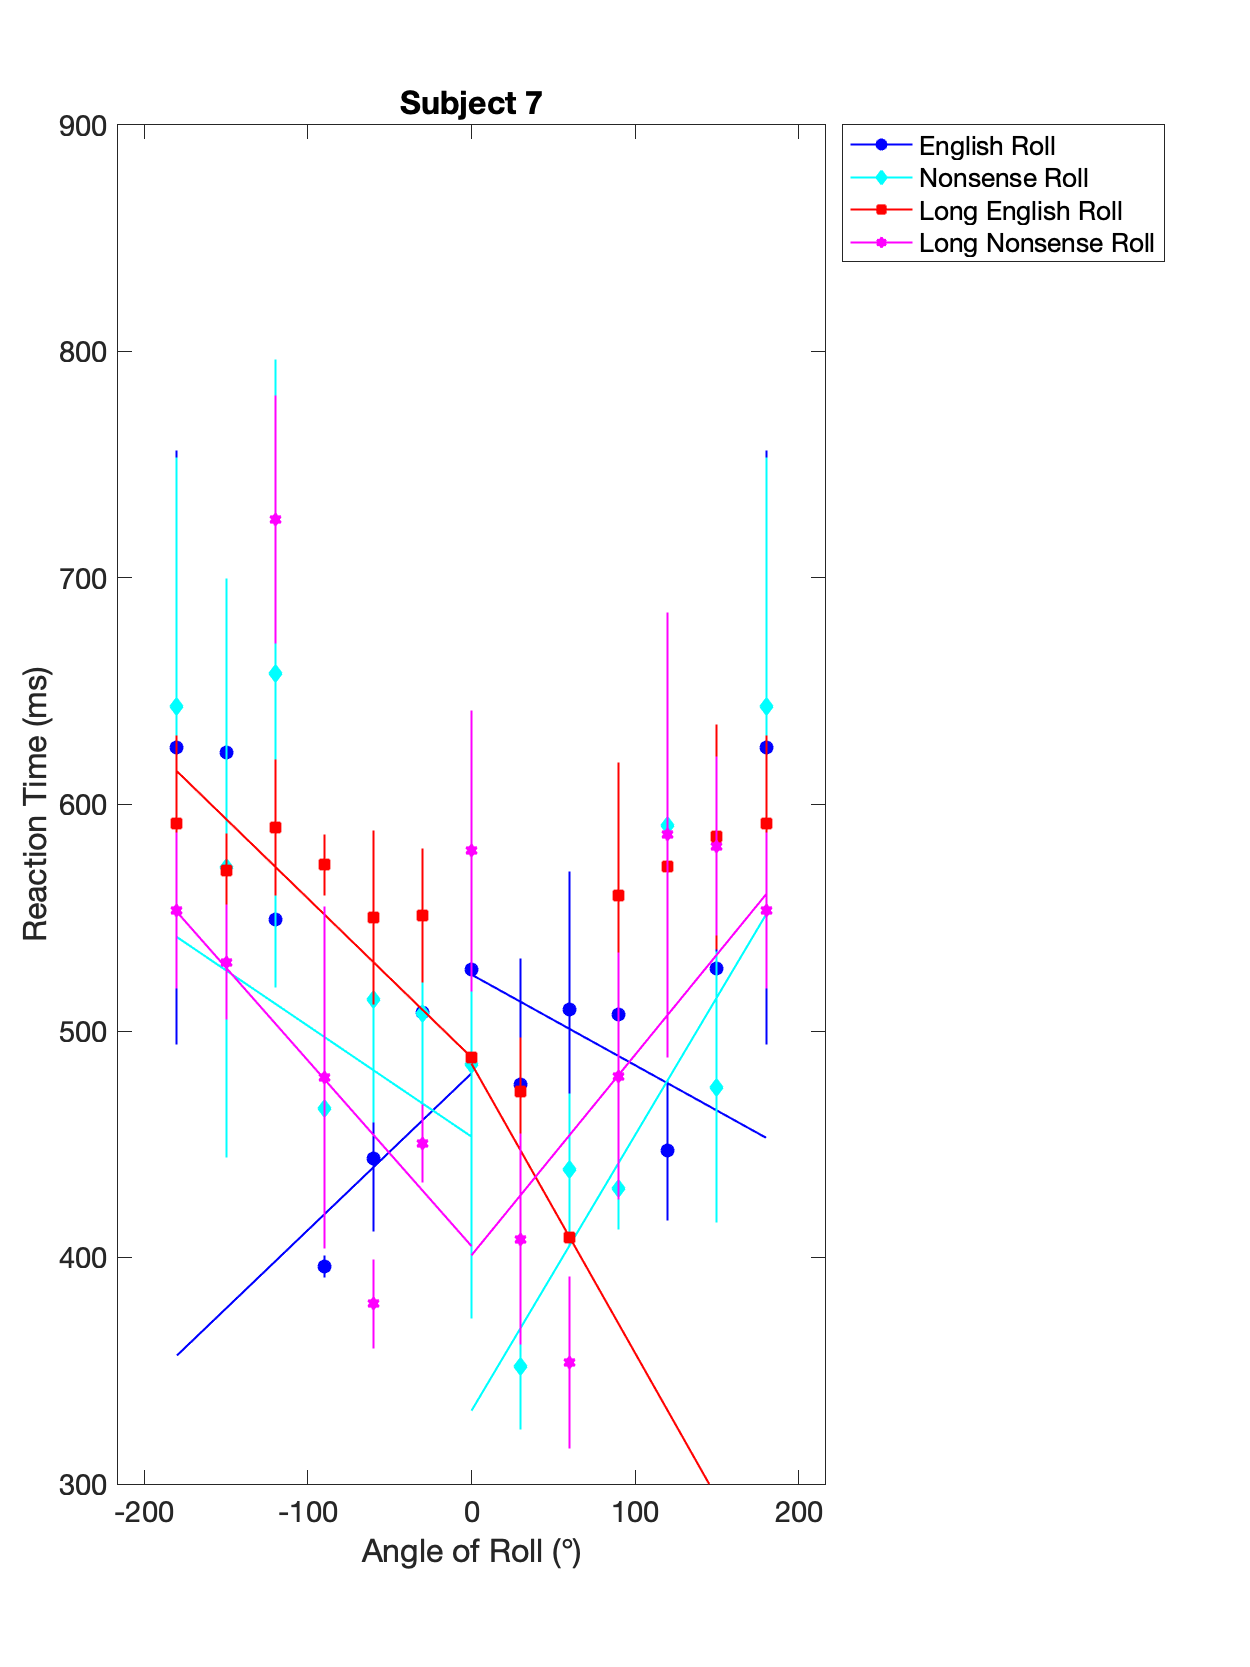 Subject 7
900
800
700
600
500
400
300
Reaction Time (ms)
-200
-100
0
100
200
Angle of Roll (°)
English Roll
Nonsense Roll
Long English Roll
Long Nonsense Roll